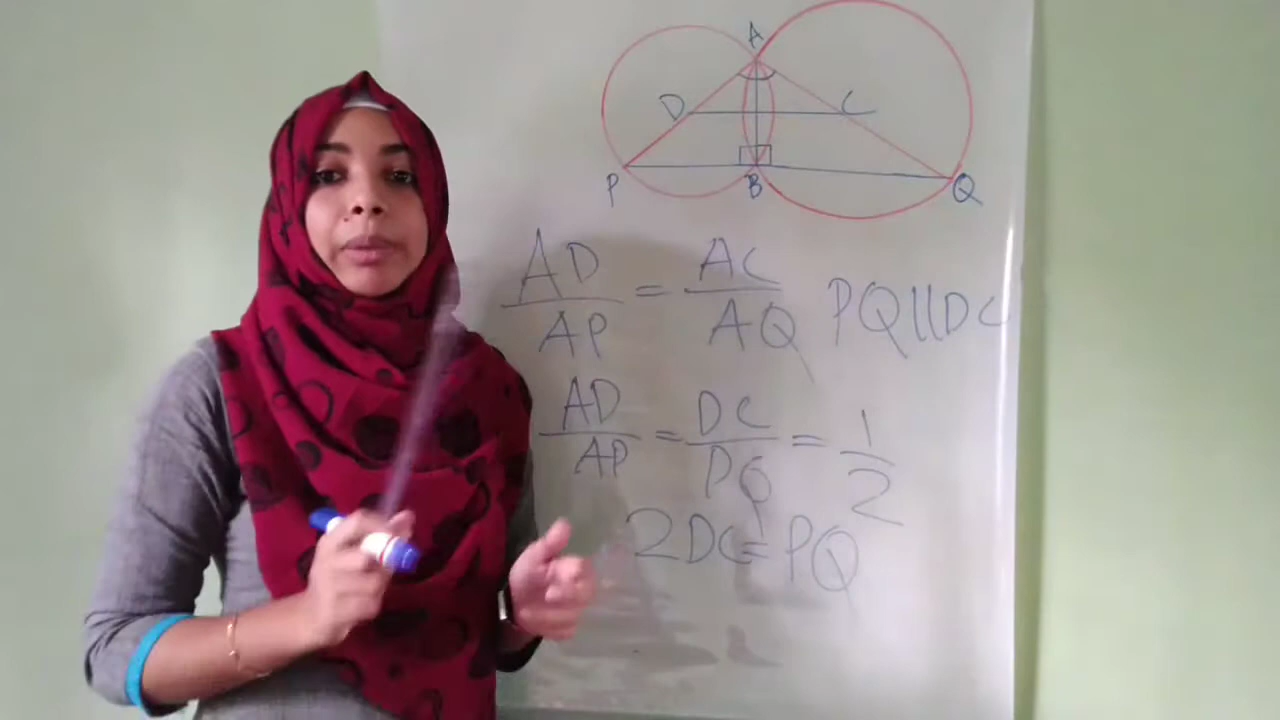 A
D C
P B Q
AD/AP = AC/AQ PQ||DC
AD/AP = DC/PQ = 1/2
2DC = PQ